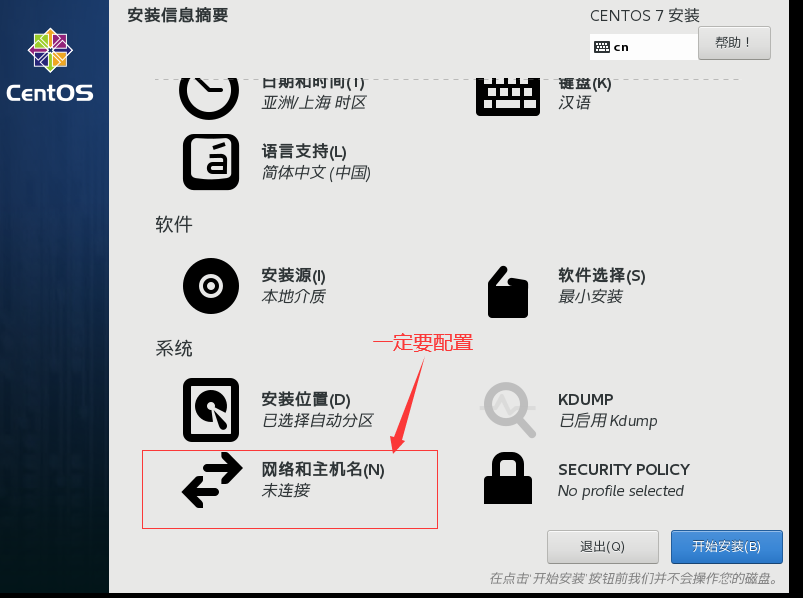 安装信息摘要
CENTOS 7 安装
cn
帮助！
CentOS
日期和时间(T)
亚洲/上海 时区
键盘(K)
汉语
语言支持(L)
简体中文 (中国)
软件
安装源(I)
本地介质
软件选择(S)
最小安装
一定要配置
系统
安装位置(D)
已选择自动分区
KDUMP
已启用 Kdump
网络和主机名(N)
未连接
SECURITY POLICY
No profile selected
退出(Q)
开始安装(B)
在点击“开始安装”按钮前我们并不会操作您的磁盘。